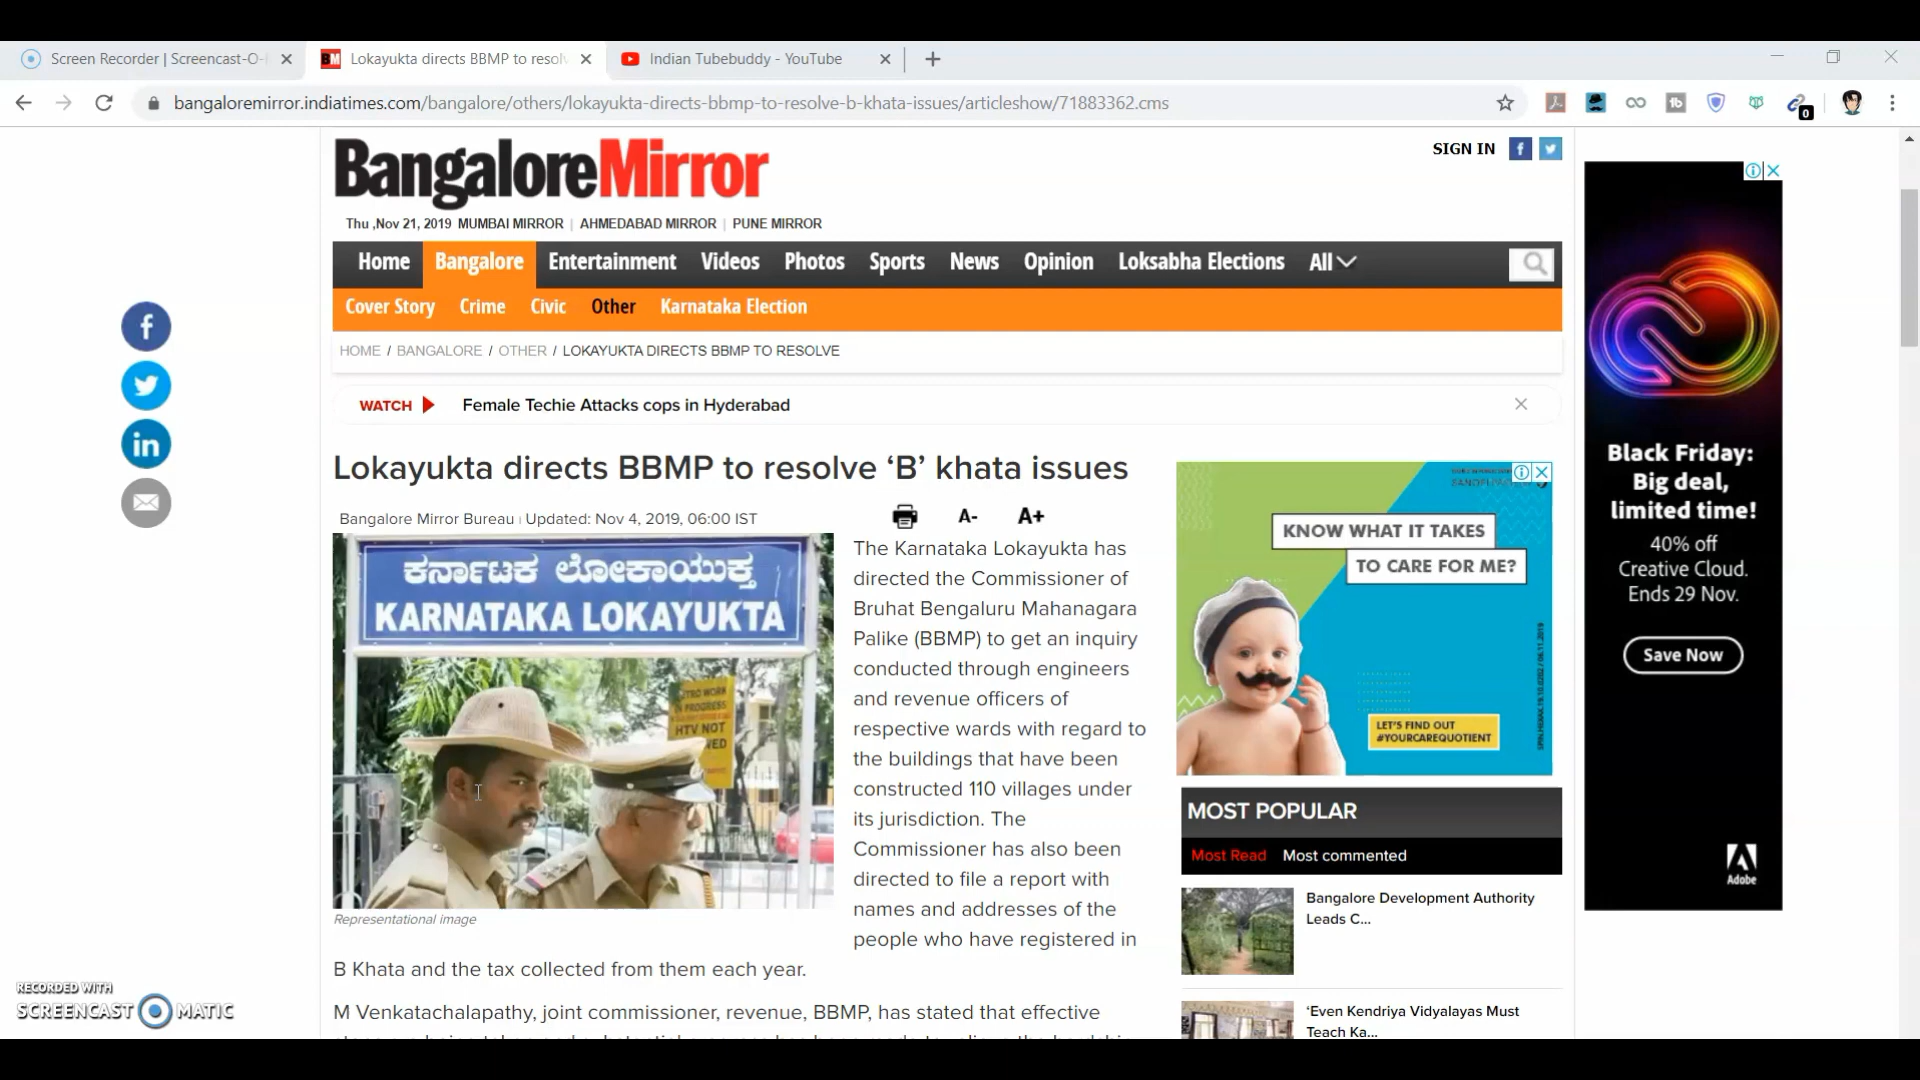 Screen Recorder | Screencast-O-
Lokayukta directs BBMP to resol
Indian Tubebuddy - YouTube
bangaloremirror.indiatimes.com/bangalore/others/lokayukta-directs-bbmp-to-resolve-b-khata-issues/articleshow/71883362.cms
0
BangaloreMirror
SIGN IN
Thu ,Nov 21, 2019 MUMBAI MIRROR | AHMEDABAD MIRROR | PUNE MIRROR
Home Bangalore Entertainment Videos Photos Sports News Opinion Loksabha Elections All
Cover Story Crime Civic Other Karnataka Election
HOME / BANGALORE / OTHER / LOKAYUKTA DIRECTS BBMP TO RESOLVE
WATCH Female Techie Attacks cops in Hyderabad
Lokayukta directs BBMP to resolve ‘B’ khata issues
Bangalore Mirror Bureau | Updated: Nov 4, 2019, 06:00 IST
A- A+
ಕರ್ನಾಟಕ ಲೋಕಾಯುಕ್ತ
KARNATAKA LOKAYUKTA
METRO WORK
IN PROGRESS
HTV NOT
Representational image
The Karnataka Lokayukta has
directed the Commissioner of
Bruhat Bengaluru Mahanagara
Palike (BBMP) to get an inquiry
conducted through engineers
and revenue officers of
respective wards with regard to
the buildings that have been
constructed 110 villages under
its jurisdiction. The
Commissioner has also been
directed to file a report with
names and addresses of the
people who have registered in
B Khata and the tax collected from them each year.
M Venkatachalapathy, joint commissioner, revenue, BBMP, has stated that effective
KNOW WHAT IT TAKES
TO CARE FOR ME?
LET'S FIND OUT
#YOURCAREQUOTIENT
MOST POPULAR
Most Read Most commented
Bangalore Development Authority
Leads C...
‘Even Kendriya Vidyalayas Must
Teach Ka...
Black Friday:
Big deal,
limited time!
40% off
Creative Cloud.
Ends 29 Nov.
Save Now
Adobe
RECORDED WITH
SCREENCAST MATIC